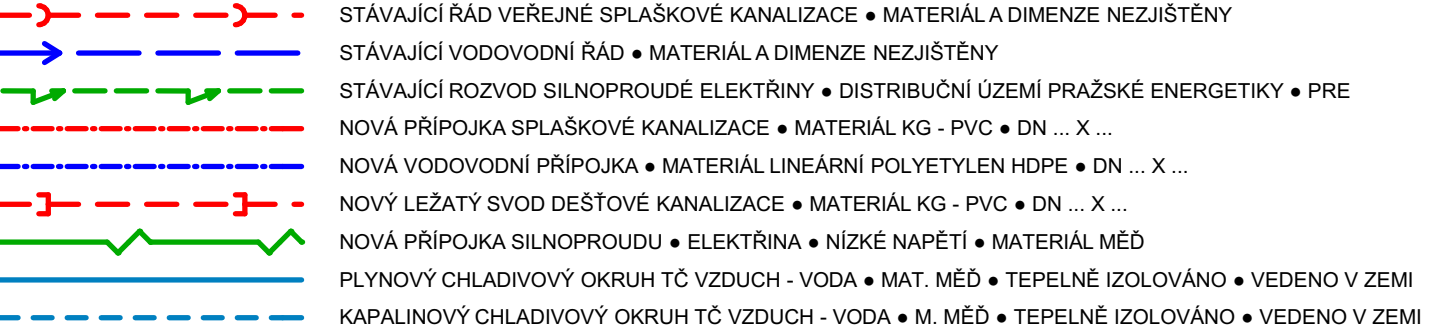 STÁVAJÍCÍ ŘÁD VEŘEJNÉ SPLAŠKOVÉ KANALIZACE ● MATERIÁL A DIMENZE NEZJIŠTĚNY
STÁVAJÍCÍ VODOVODNÍ ŘÁD ● MATERIÁL A DIMENZE NEZJIŠTĚNY
STÁVAJÍCÍ ROZVOD SILNOPROUDÉ ELEKTŘINY ● DISTRIBUČNÍ ÚZEMÍ PRAŽSKÉ ENERGETIKY ● PRE
NOVÁ PŘÍPOJKA SPLAŠKOVÉ KANALIZACE ● MATERIÁL KG - PVC ● DN ... X ...
NOVÁ VODOVODNÍ PŘÍPOJKA ● MATERIÁL LINEÁRNÍ POLYETYLEN HDPE ● DN ... X ...
NOVÝ LEŽATÝ SVOD DEŠŤOVÉ KANALIZACE ● MATERIÁL KG - PVC ● DN ... X ...
NOVÁ PŘÍPOJKA SILNOPROUDU ● ELEKTŘINA ● NÍZKÉ NAPĚTÍ ● MATERIÁL MĚĎ
PLYNOVÝ CHLADIVOVÝ OKRUH TČ VZDUCH - VODA ● MAT. MĚĎ ● TEPELNĚ IZOLOVÁNO ● VEDENO V ZEMI
KAPALINOVÝ CHLADIVOVÝ OKRUH TČ VZDUCH - VODA ● M. MĚĎ ● TEPELNĚ IZOLOVÁNO ● VEDENO V ZEMI